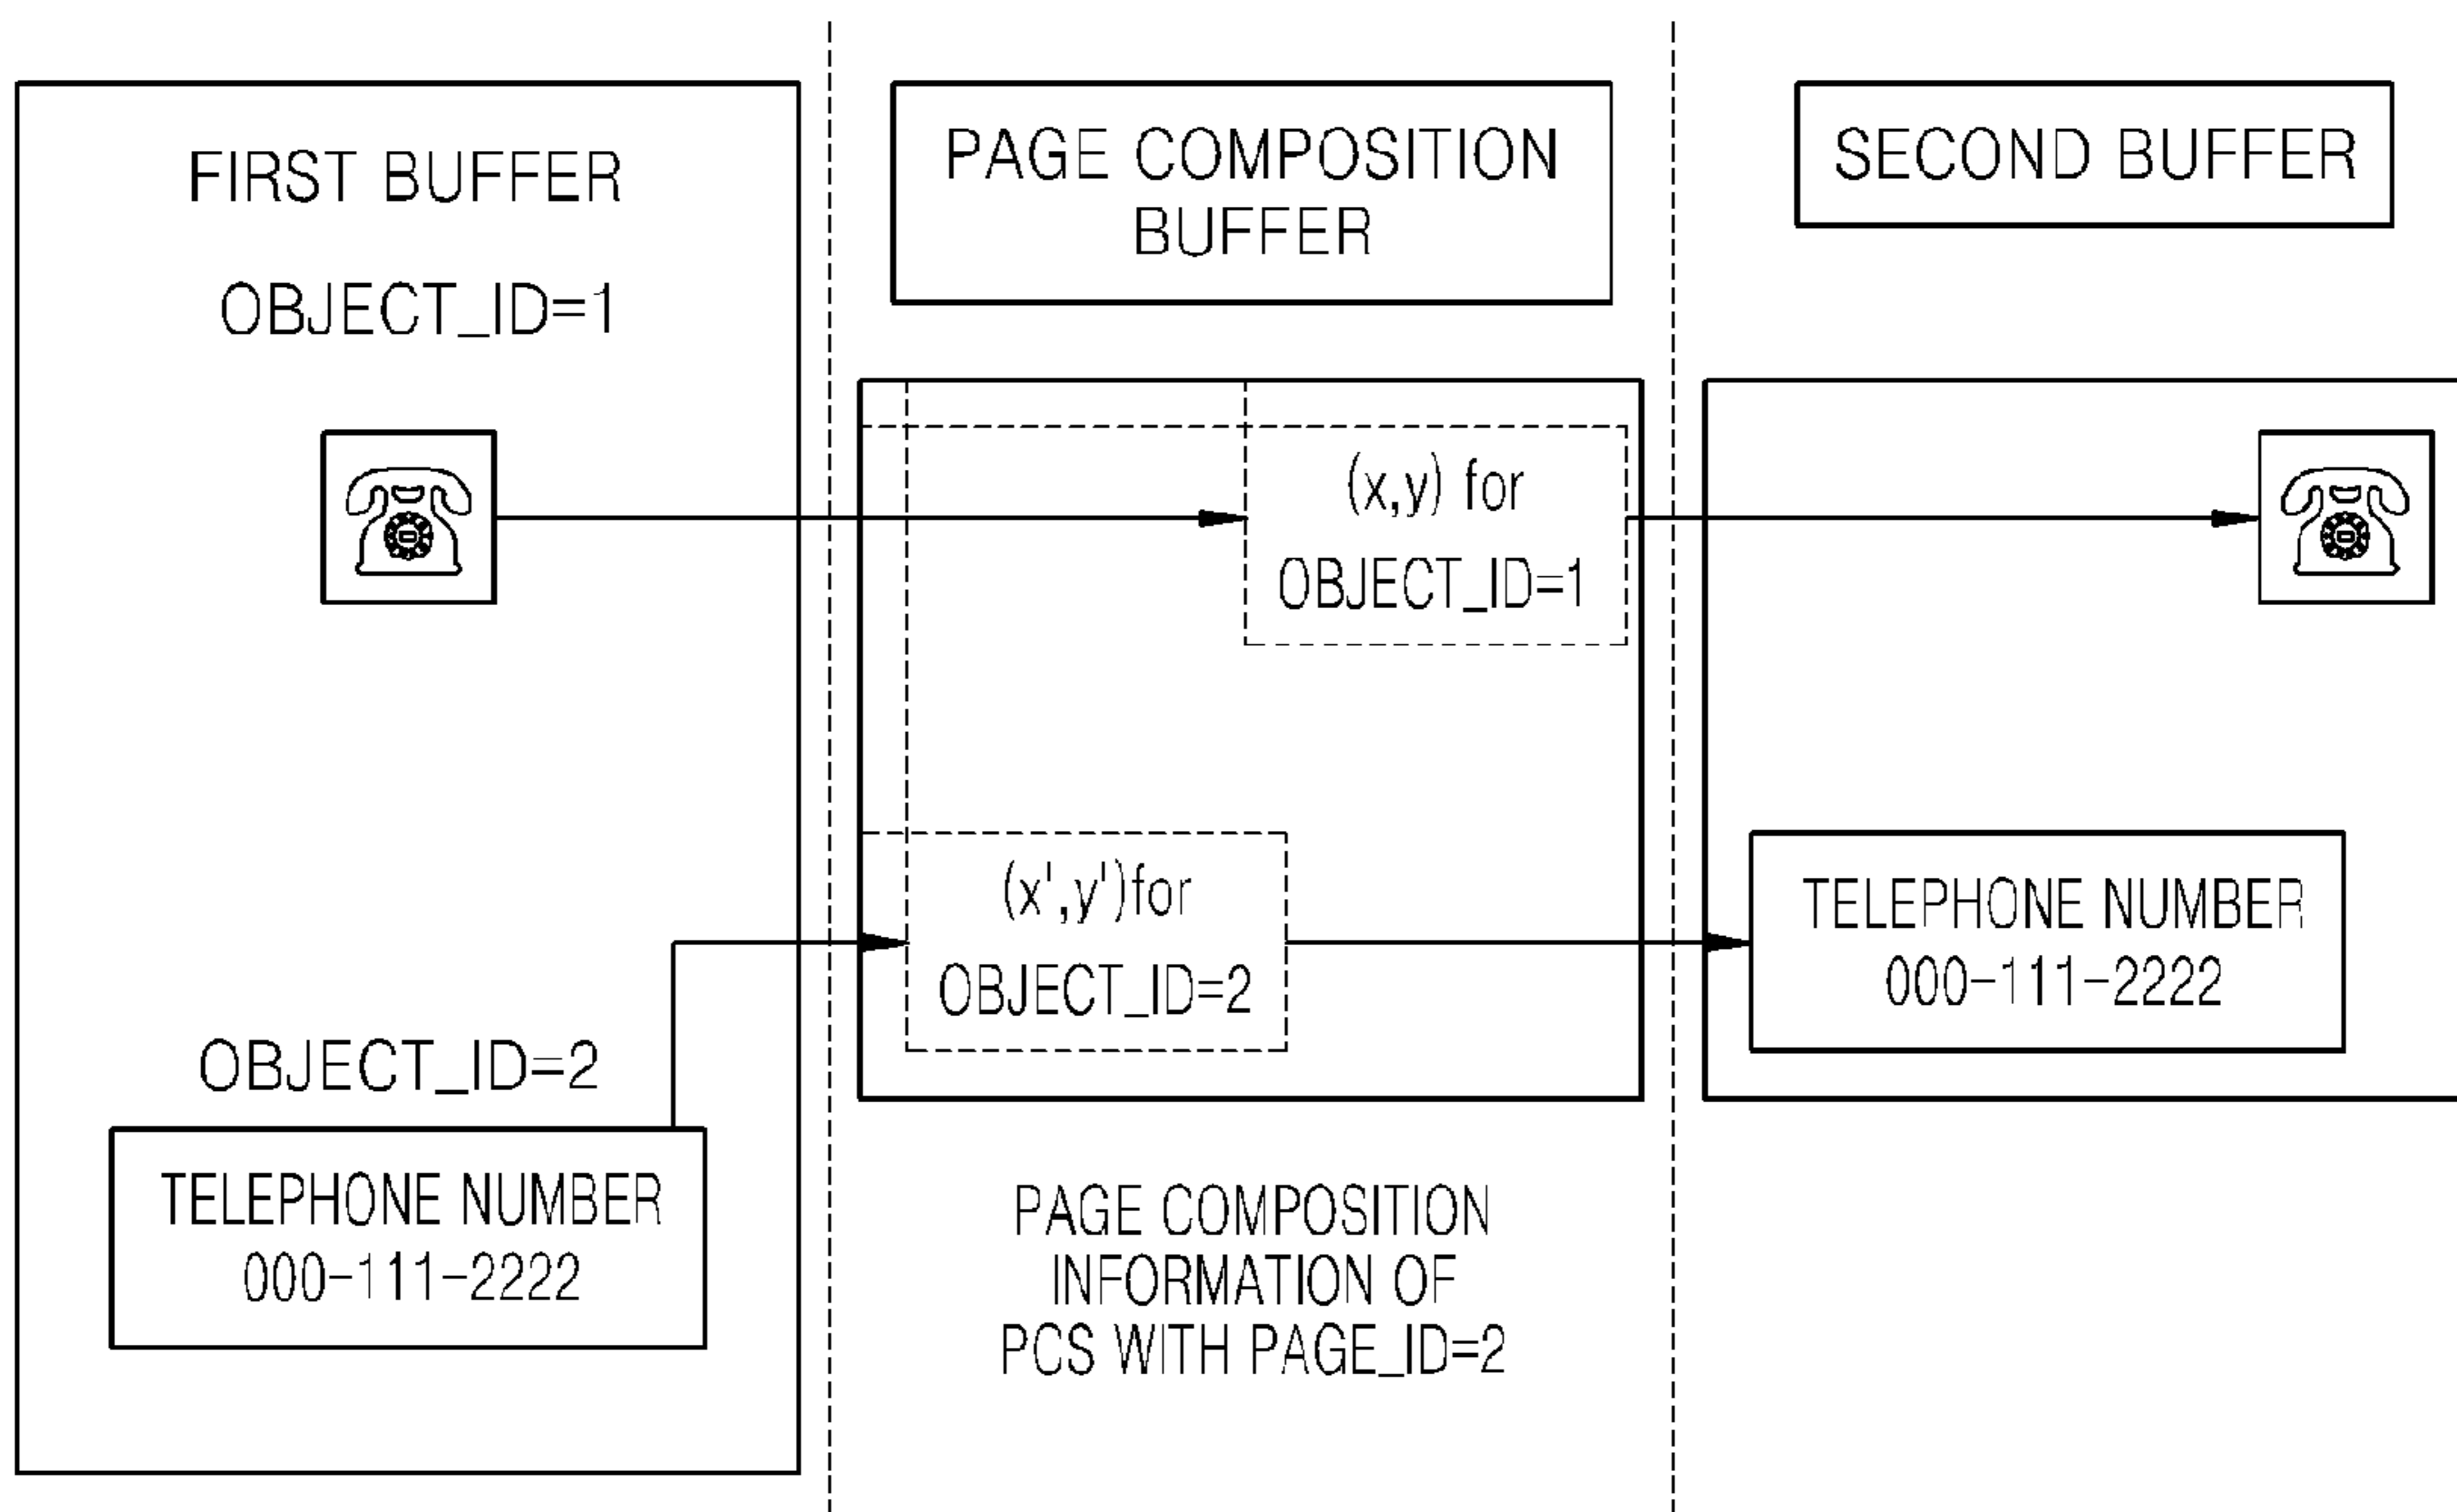 FIRST BUFFER
OBJECT_ID=1
OBJECT_ID=2
TELEPHONE NUMBER
000-111-2222
PAGE COMPOSITION
BUFFER
(x,y) for
OBJECT_ID=1
(x',y')for
OBJECT_ID=2
PAGE COMPOSITION
INFORMATION OF
PCS WITH PAGE_ID=2
SECOND BUFFER
TELEPHONE NUMBER
000-111-2222